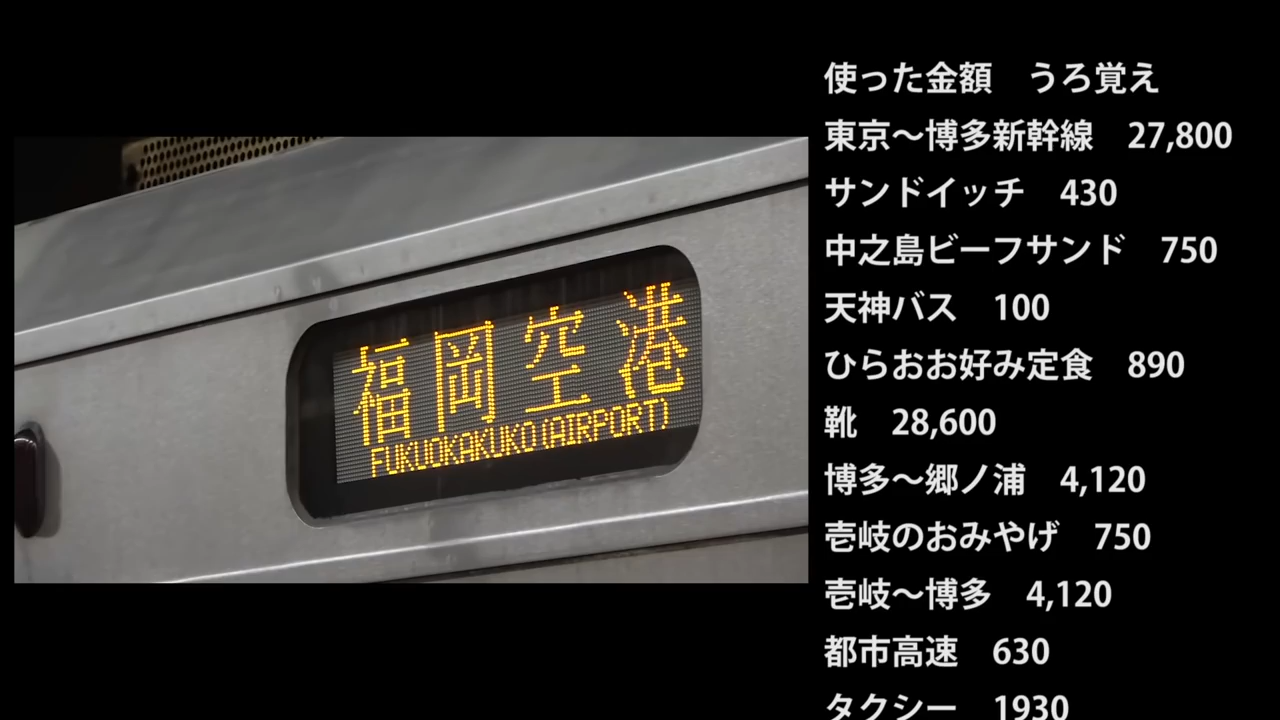 福岡空港
FUKUOKAKUKO(AIRPORT)
使った金額　うろ覚え
東京〜博多新幹線　27,800
サンドイッチ　430
中之島ビーフサンド　750
天神バス　100
ひらおお好み定食　890
靴　28,600
博多〜郷ノ浦　4,120
壱岐のおみやげ　750
壱岐〜博多　4,120
都市高速　630
タクシー　1930